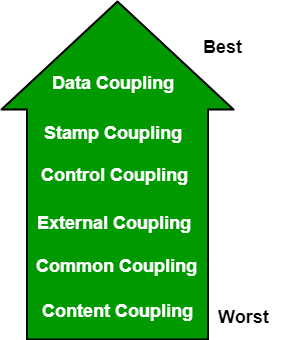 Best
Data Coupling
Stamp Coupling
Control Coupling
External Coupling
Common Coupling
Content Coupling
Worst